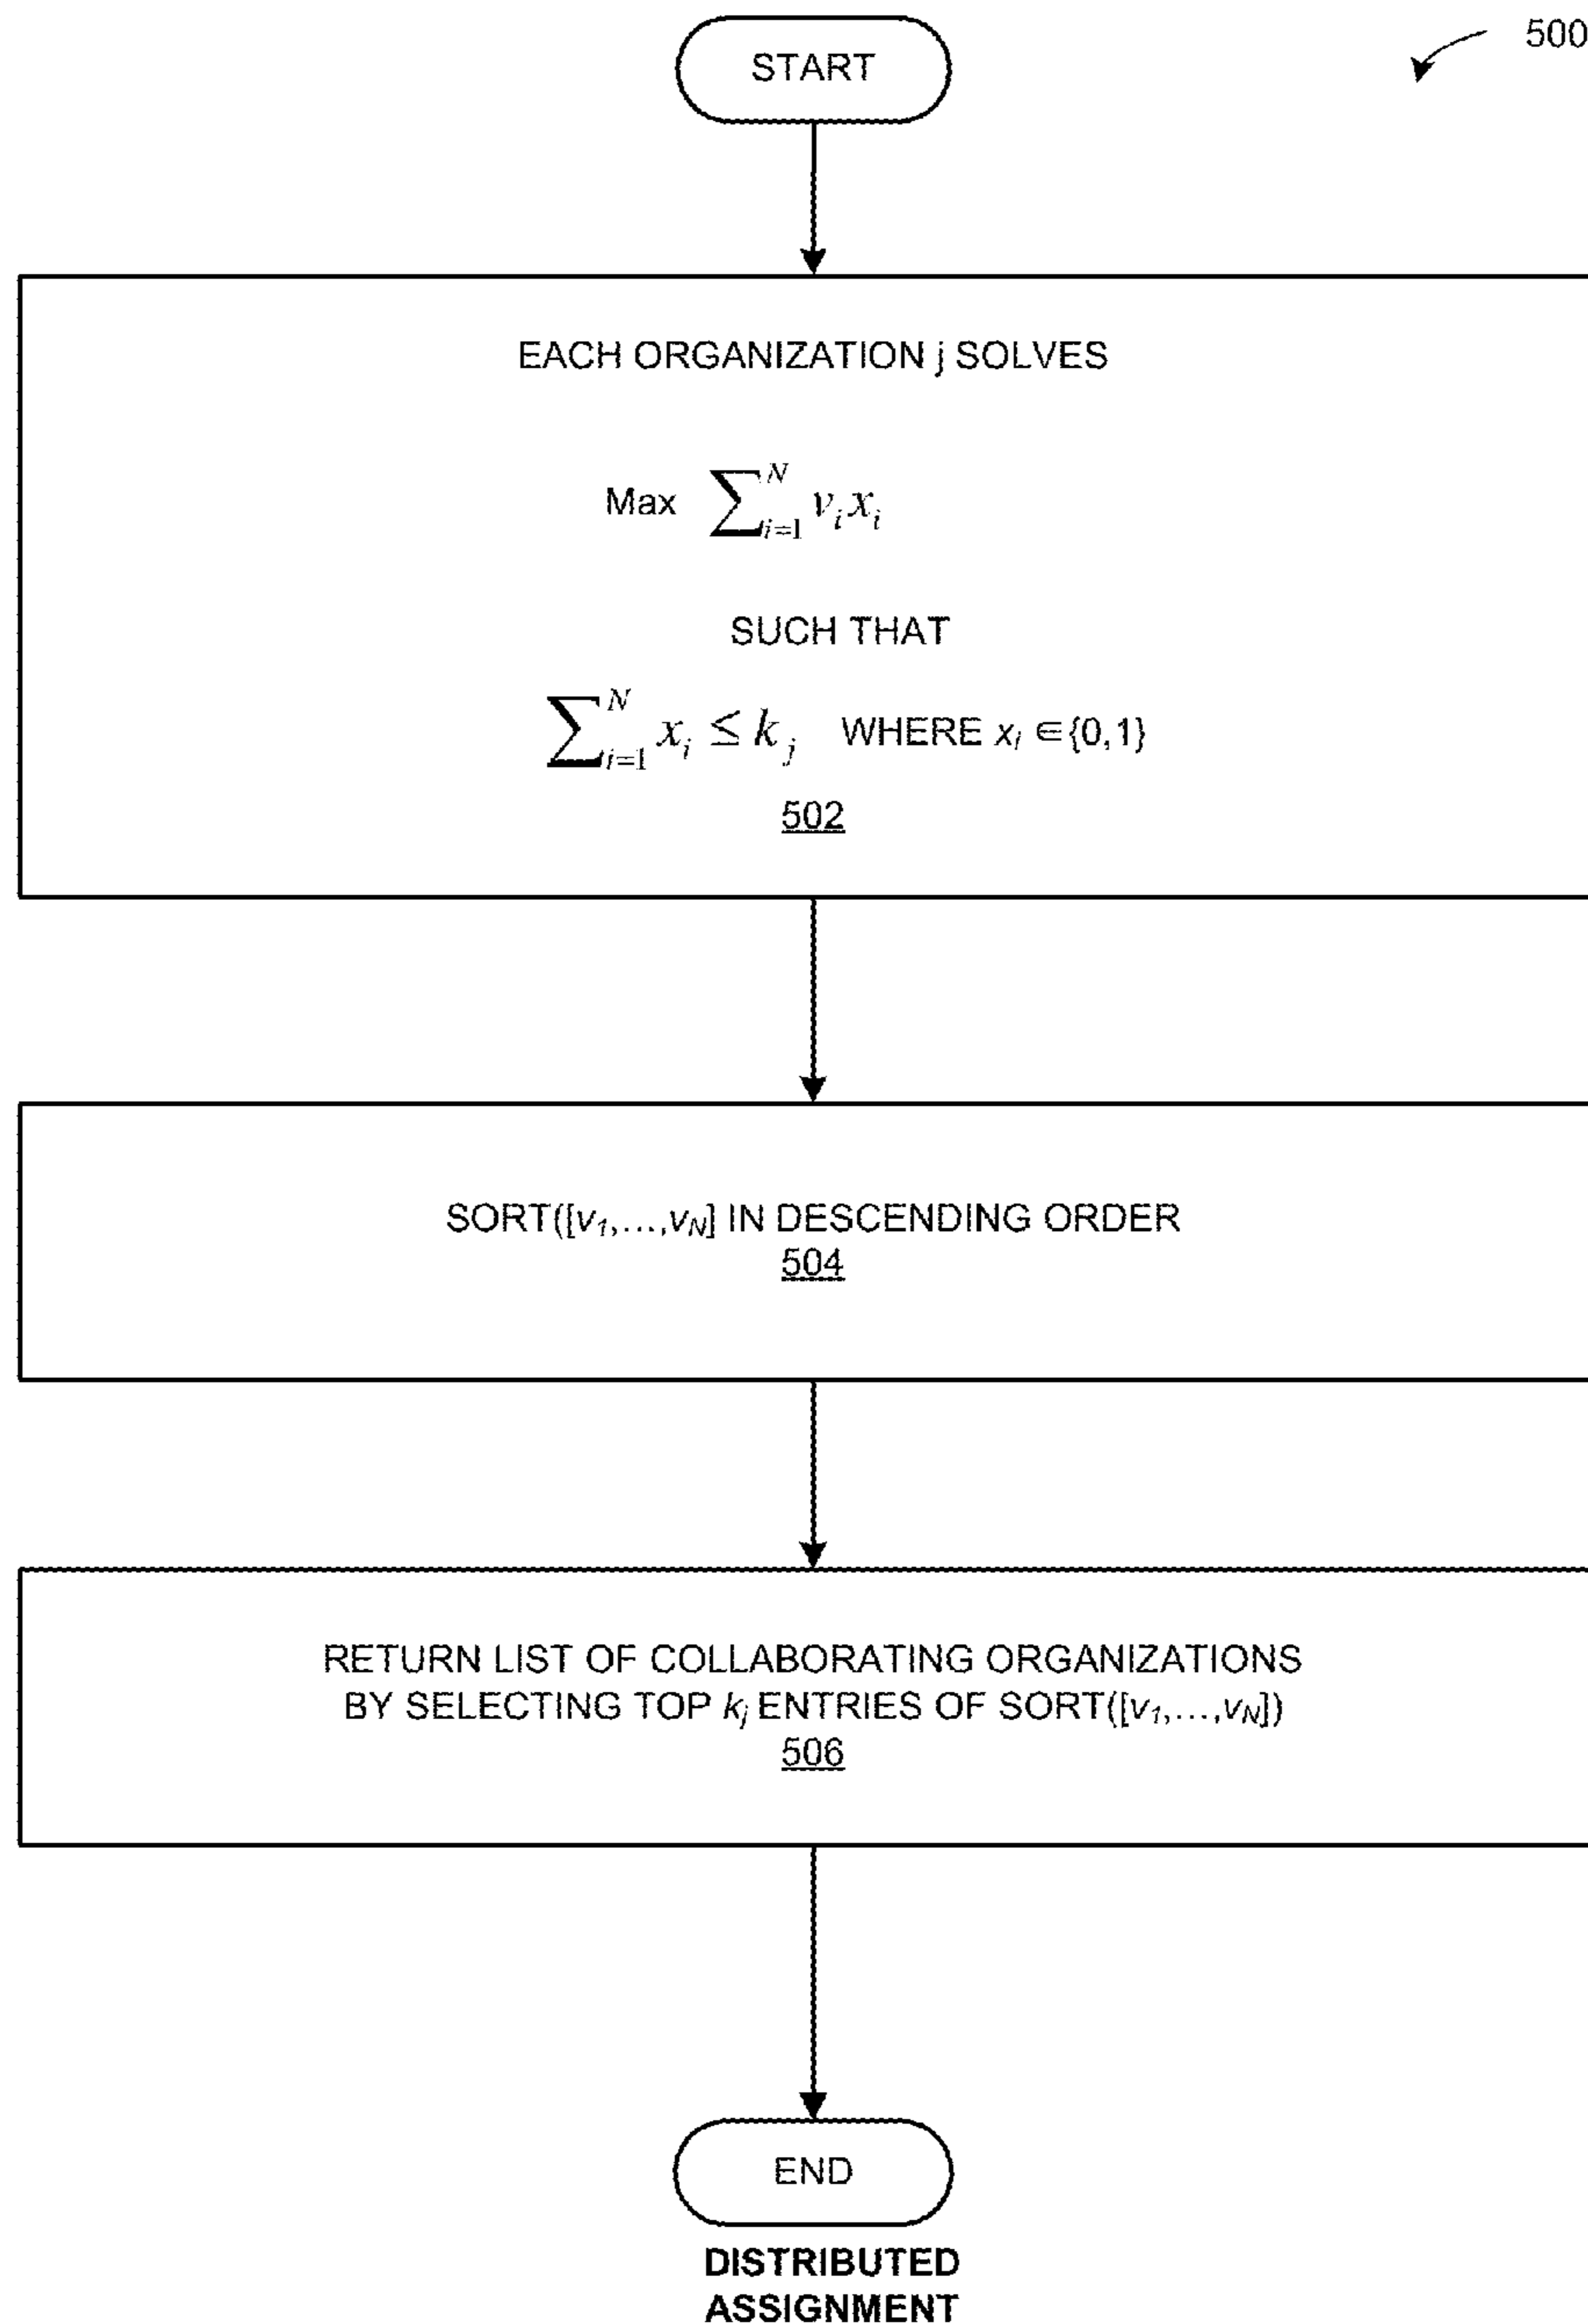 START
500
EACH ORGANIZATION j SOLVES
Max ∑_{i=1}^{N} v_i x_i
SUCH THAT
∑_{i=1}^{N} x_i ≤ k_j WHERE x_i ∈{0,1}
502
SORT([v_1,...,v_N] IN DESCENDING ORDER
504
RETURN LIST OF COLLABORATING ORGANIZATIONS
BY SELECTING TOP k_j ENTRIES OF SORT([v_1,...,v_N])
506
END
DISTRIBUTED
ASSIGNMENT